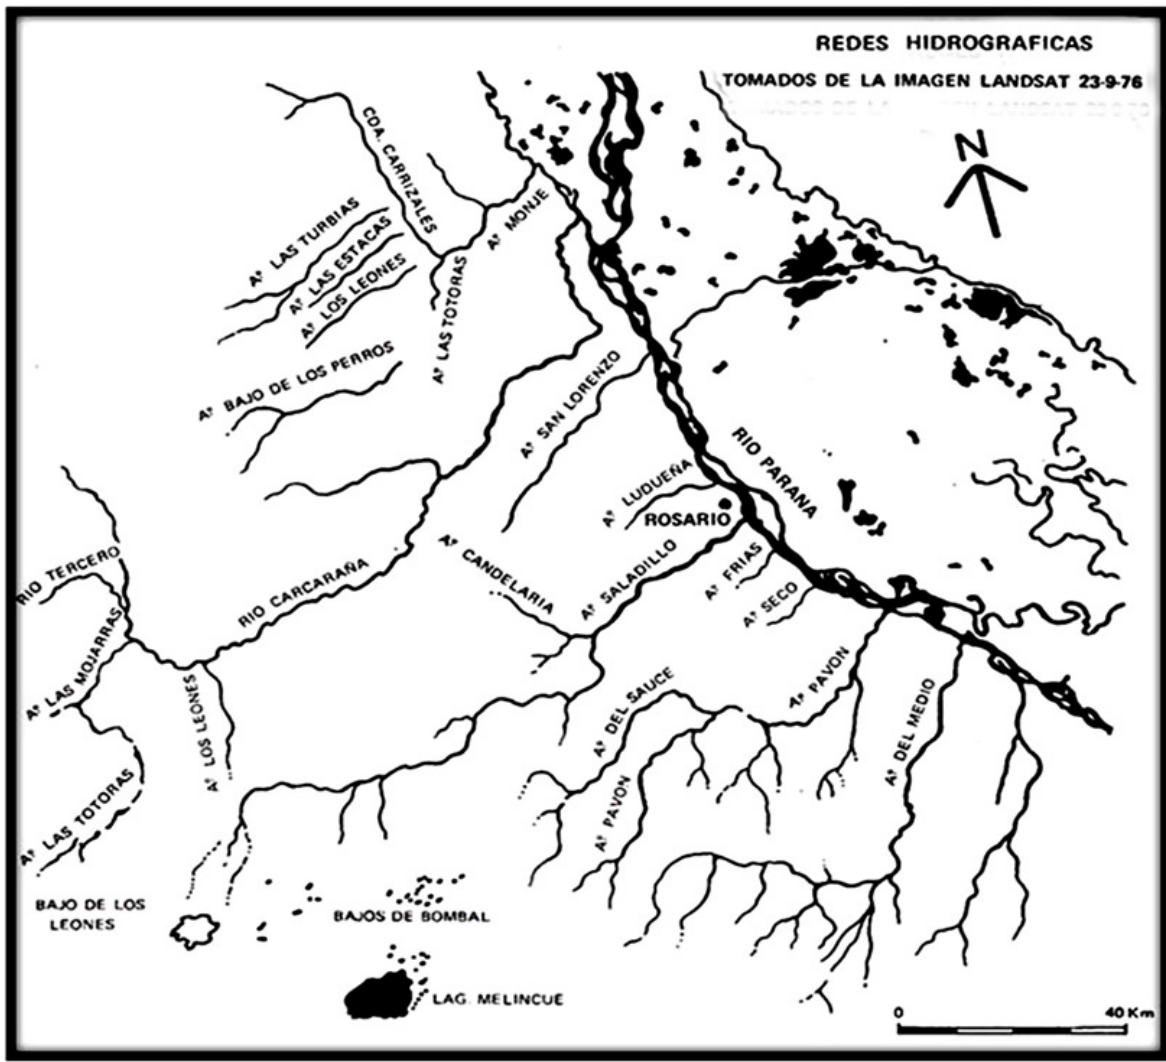 REDES HIDROGRAFICAS
TOMADOS DE LA IMAGEN LANDSAT 23-9-76
N
CDA. CARRIZALES
Aº LAS TURBIAS
Aº LAS ESTACAS
Aº LOS LEONES
Aº MONJE
Aº LAS TOTORAS
Aº BAJO DE LOS PERROS
Aº SAN LORENZO
RIO PARANA
Aº LUDUEÑA
ROSARIO
RIO TERCERO
RIO CARCARAÑA
Aº CANDELARIA
Aº SALADILLO
Aº FRIAS
Aº SECO
Aº LAS MOJARRAS
Aº LOS LEONES
Aº DEL SAUCE
Aº PAVON
Aº DEL MEDIO
Aº PAVON
Aº LAS TOTORAS
BAJO DE LOS
LEONES
BAJOS DE BOMBAL
LAG. MELINCUE
0 40 Km